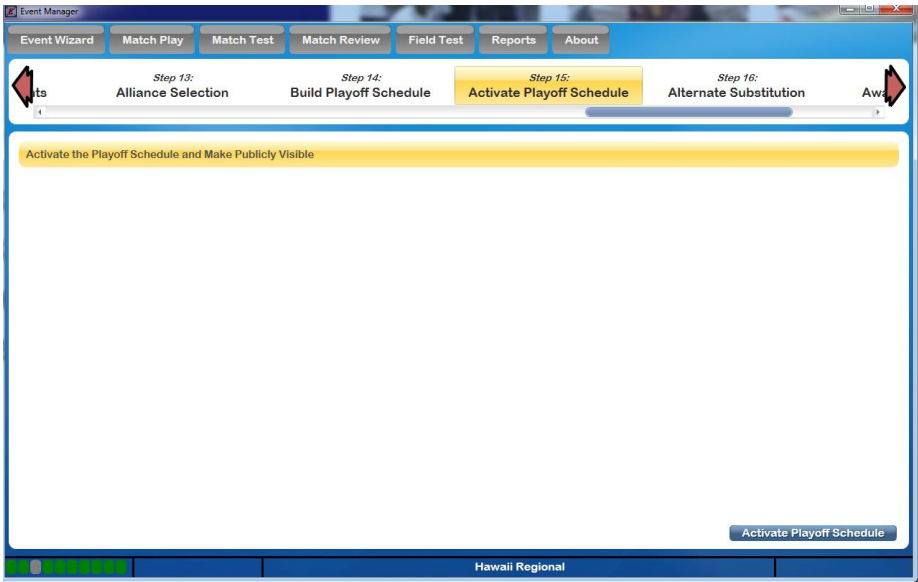 Event Manager
Event Wizard Match Play Match Test Match Review Field Test Reports About
Step 13: Step 14: Step 15: Step 16:
nts Alliance Selection Build Playoff Schedule Activate Playoff Schedule Alternate Substitution Awa
Activate the Playoff Schedule and Make Publicly Visible
Activate Playoff Schedule
Hawaii Regional